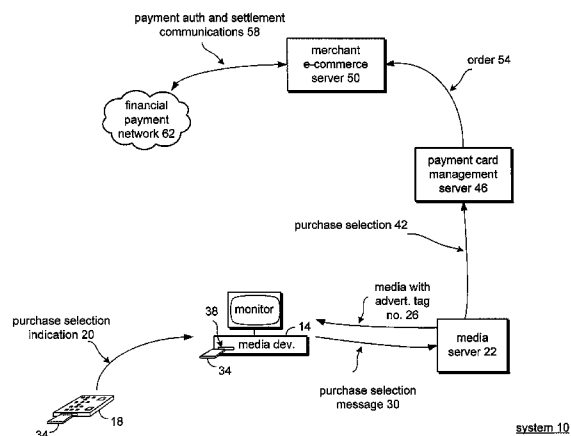 payment auth and settlement
communications 58
merchant
e-commerce
server 50
order 54
financial
payment
network 62
payment card
management
server 46
purchase selection 42
media with
advert. tag
no. 26
monitor
38
14
purchase selection
indication 20
media dev.
media
server 22
34
purchase selection
message 30
18
34
system 10